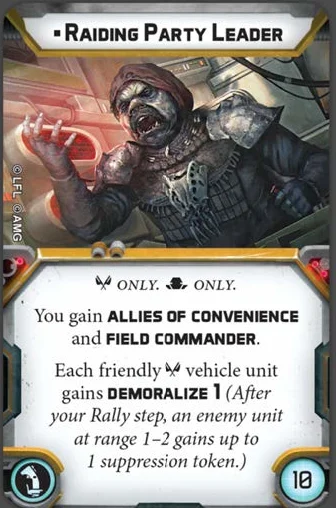 ▪ RAIDING PARTY LEADER
© LFL © AMG
ONLY. ONLY.
You gain ALLIES OF CONVENIENCE
and FIELD COMMANDER.
Each friendly vehicle unit
gains DEMORALIZE 1 (After
your Rally step, an enemy unit
at range 1–2 gains up to
1 suppression token.)
10